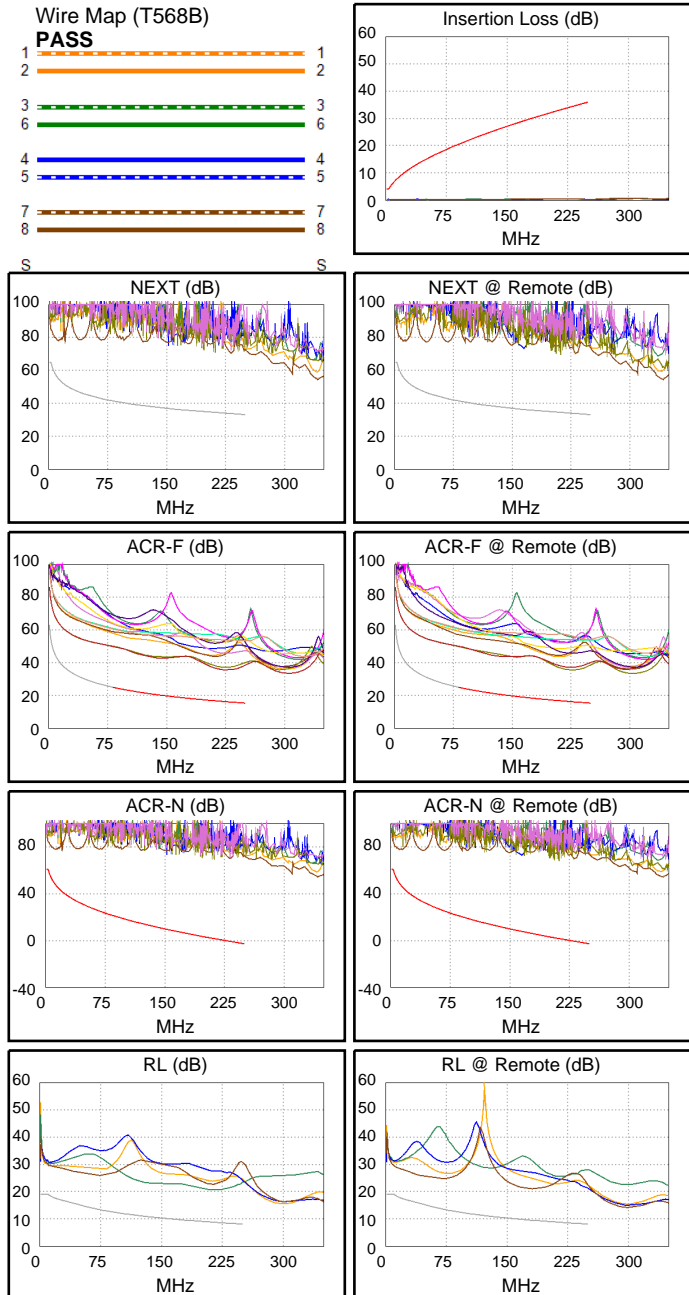 Wire Map (T568B)
PASS
1 1
2 2
3 3
6 6
4 4
5 5
7 7
8 8
S S
Insertion Loss (dB)
60
50
40
30
20
10
0
0 75 150 225 300
MHz
NEXT (dB)
100
80
60
40
20
0
0 75 150 225 300
MHz
NEXT @ Remote (dB)
100
80
60
40
20
0
0 75 150 225 300
MHz
ACR-F (dB)
100
80
60
40
20
0
0 75 150 225 300
MHz
ACR-F @ Remote (dB)
100
80
60
40
20
0
0 75 150 225 300
MHz
ACR-N (dB)
80
40
0
-40
0 75 150 225 300
MHz
ACR-N @ Remote (dB)
80
40
0
-40
0 75 150 225 300
MHz
RL (dB)
60
50
40
30
20
10
0
0 75 150 225 300
MHz
RL @ Remote (dB)
60
50
40
30
20
10
0
0 75 150 225 300
MHz